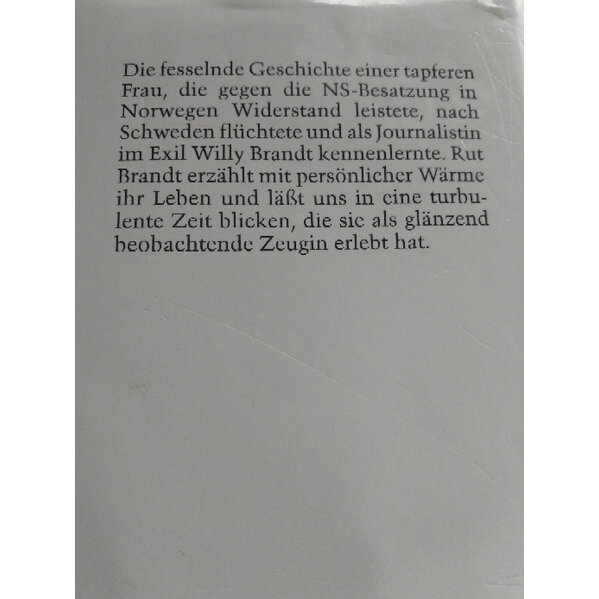 Die fesselnde Geschichte einer tapferen
Frau, die gegen die NS-Besatzung in
Norwegen Widerstand leistete, nach
Schweden flüchtete und als Journalistin
im Exil Willy Brandt kennenlernte. Rut
Brandt erzählt mit persönlicher Wärme
ihr Leben und läßt uns in eine turbu-
lente Zeit blicken, die sie als glänzend
beobachtende Zeugin erlebt hat.